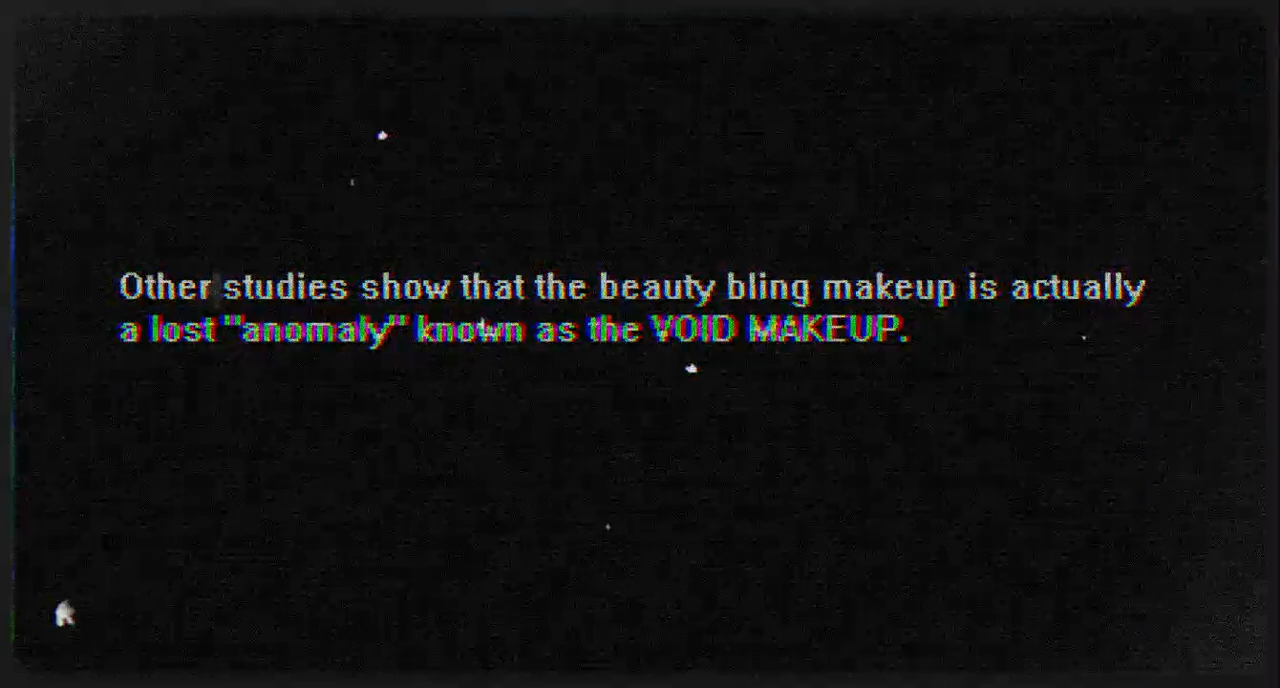 Other studies show that the beauty bling makeup is actually
a lost "anomaly" known as the VOID MAKEUP.